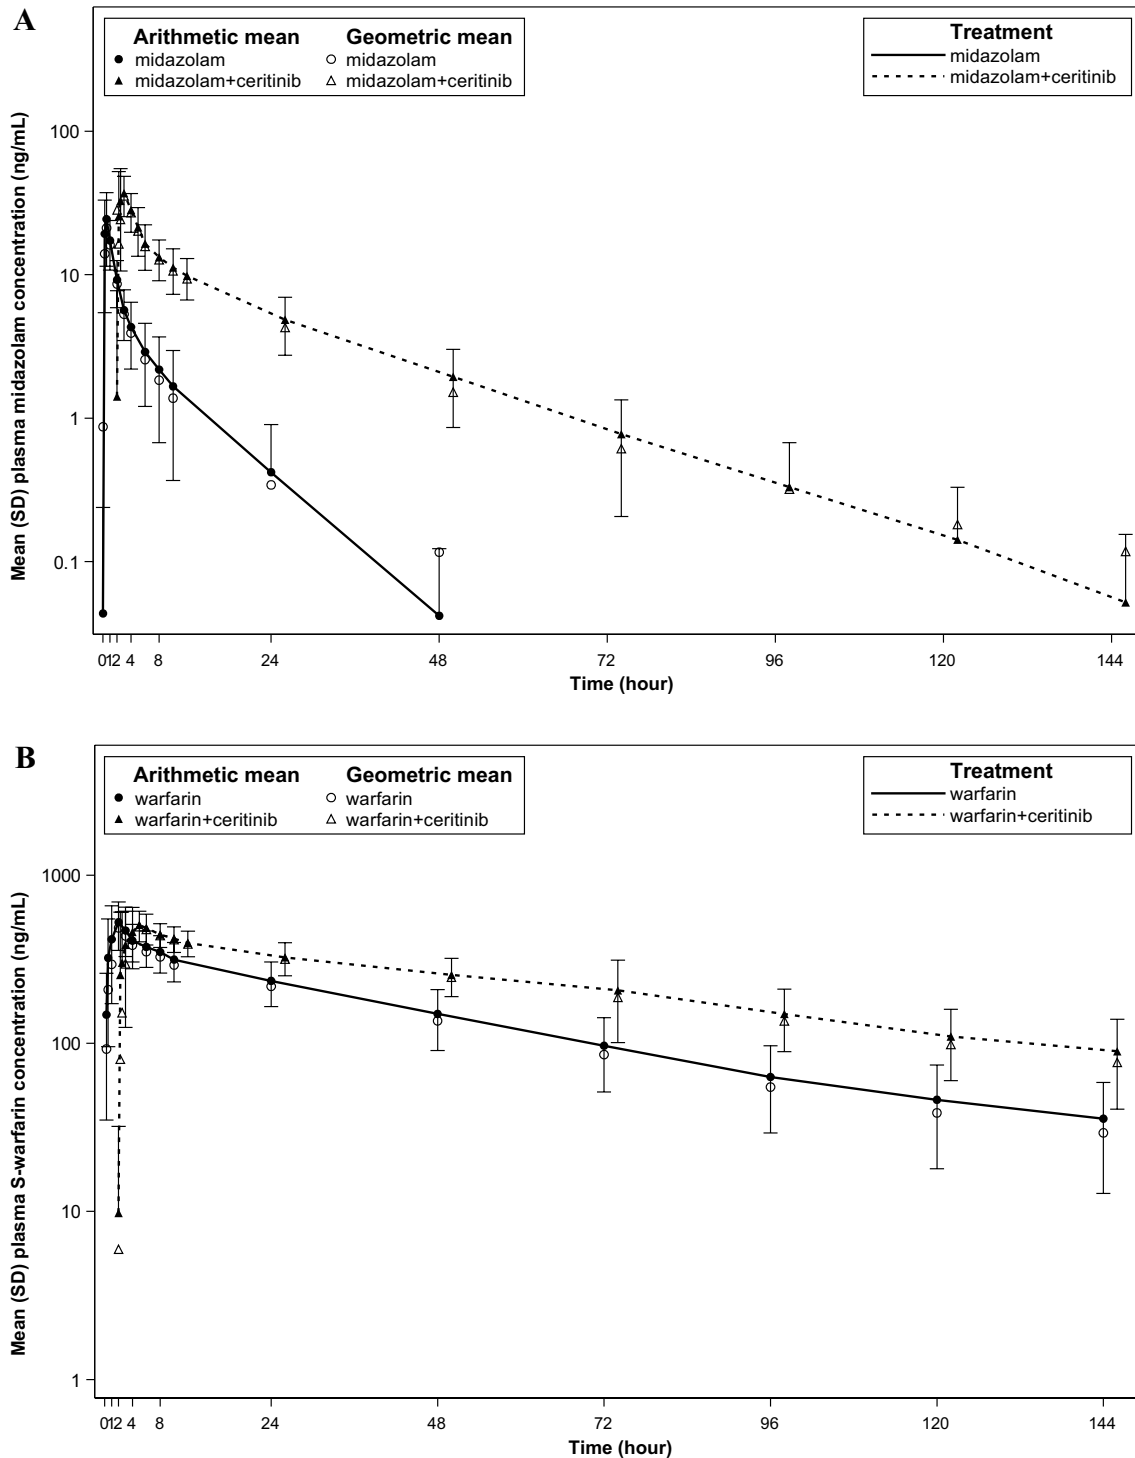 A
Arithmetic mean Geometric mean
midazolam midazolam
midazolam+ceritinib midazolam+ceritinib
Treatment
midazolam
midazolam+ceritinib
Mean (SD) plasma midazolam concentration (ng/mL)
100
10
1
0.1
0 1 2 4 8 24 48 72 96 120 144
Time (hour)
B
Arithmetic mean Geometric mean
warfarin warfarin
warfarin+ceritinib warfarin+ceritinib
Treatment
warfarin
warfarin+ceritinib
Mean (SD) plasma S-warfarin concentration (ng/mL)
1000
100
10
1
0 1 2 4 8 24 48 72 96 120 144
Time (hour)